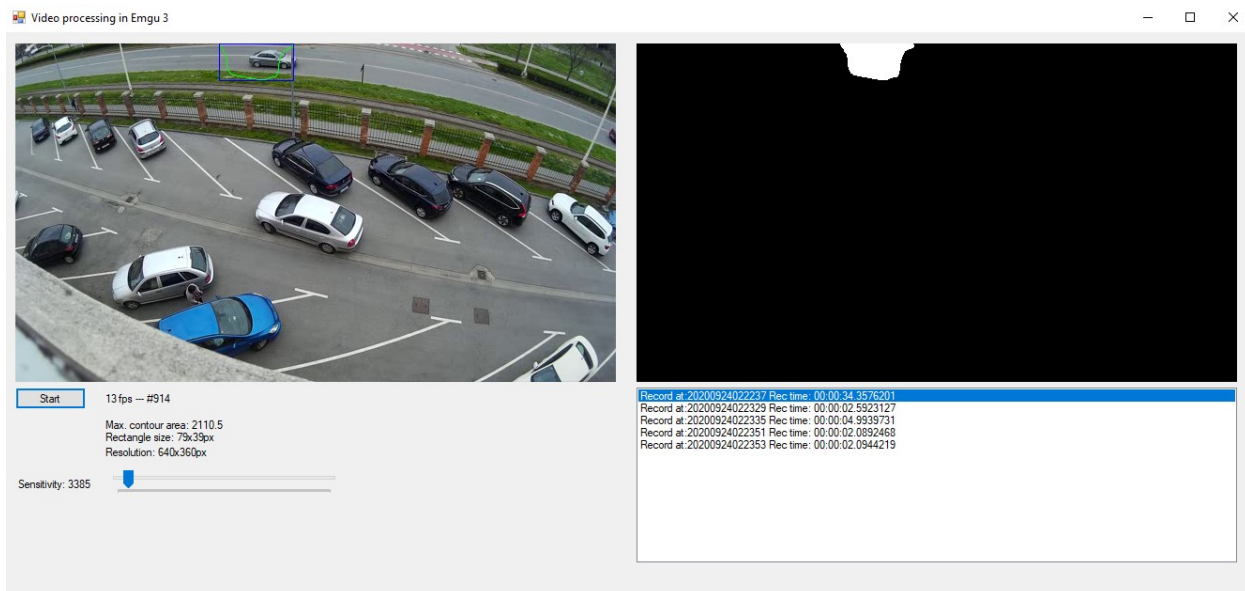 Video processing in Emgu 3
Start
13 fps --- #914
Max. contour area: 2110.5
Rectangle size: 79x39px
Resolution: 640x360px
Sensitivity: 3385
Record at:20200924022237 Rec time: 00:00:34.3576201
Record at:20200924022329 Rec time: 00:00:02.5923127
Record at:20200924022335 Rec time: 00:00:04.9939731
Record at:20200924022351 Rec time: 00:00:02.0892468
Record at:20200924022353 Rec time: 00:00:02.0944219